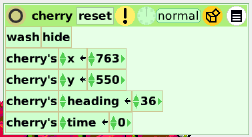 cherry reset ! normal
wash hide
cherry's x ← 763
cherry's y ← 550
cherry's heading ← 36
cherry's time ← 0